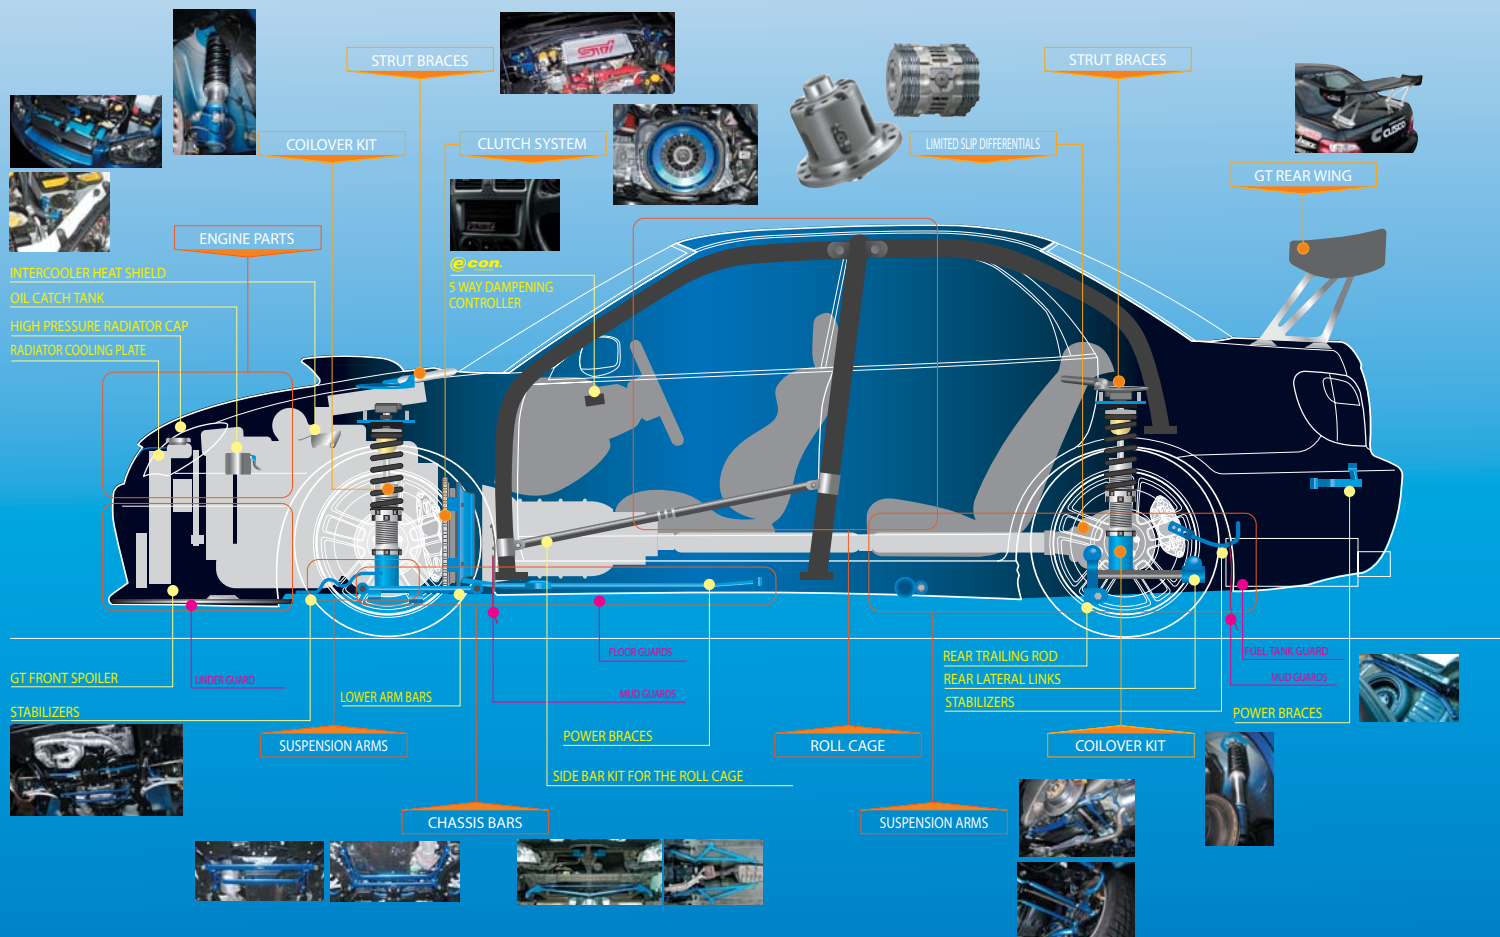 STRUT BRACES
STi
STRUT BRACES
COILOVER KIT
CLUTCH SYSTEM
LIMITED SLIP DIFFERENTIALS
CUSCO
GT REAR WING
ENGINE PARTS
e con.
5 WAY DAMPENING
CONTROLLER
INTERCOOLER HEAT SHIELD
OIL CATCH TANK
HIGH PRESSURE RADIATOR CAP
RADIATOR COOLING PLATE
GT FRONT SPOILER
UNDER GUARD
STABILIZERS
LOWER ARM BARS
FLOOR GUARDS
MUD GUARDS
REAR TRAILING ROD
REAR LATERAL LINKS
STABILIZERS
FUEL TANK GUARD
MUD GUARDS
POWER BRACES
SUSPENSION ARMS
POWER BRACES
ROLL CAGE
COILOVER KIT
SIDE BAR KIT FOR THE ROLL CAGE
CHASSIS BARS
SUSPENSION ARMS